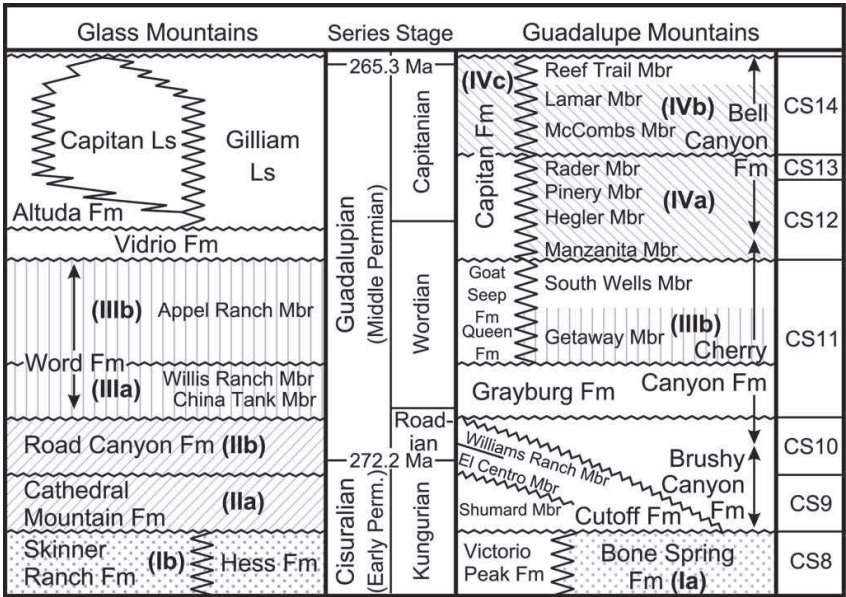 Glass Mountains
Series Stage
Guadalupe Mountains
Capitan Ls
Gilliam
Ls
Altuda Fm
Vidrio Fm
(IIIb) Appel Ranch Mbr
Word Fm
(IIIa) Willis Ranch Mbr
China Tank Mbr
Road Canyon Fm (IIb)
Cathedral
Mountain Fm
(IIa)
Skinner
Ranch Fm
(Ib)
Hess Fm
265.3 Ma
Guadalupian
(Middle Permian)
Capitanian
Wordian
Road-
ian
272.2 Ma
Cisuralian
(Early Perm.)
Kungurian
(IVc)
Capitan Fm
Reef Trail Mbr
Lamar Mbr (IVb)
McCombs Mbr
Bell
Canyon
Fm
Rader Mbr
Pinery Mbr
(IVa)
Hegler Mbr
Manzanita Mbr
Goat
Seep
Fm
Queen
Fm
South Wells Mbr
Getaway Mbr (IIIb)
Cherry
Canyon Fm
Grayburg Fm
Williams Ranch Mbr
El Centro Mbr
Shumard Mbr
Cutoff Fm
Brushy
Canyon
Fm
Victorio
Peak Fm
Bone Spring
Fm (Ia)
CS14
CS13
CS12
CS11
CS10
CS9
CS8